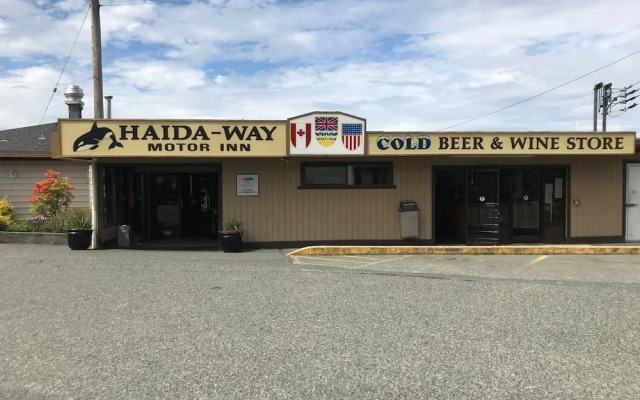 HAIDA-WAY
MOTOR INN
COLD BEER & WINE STORE